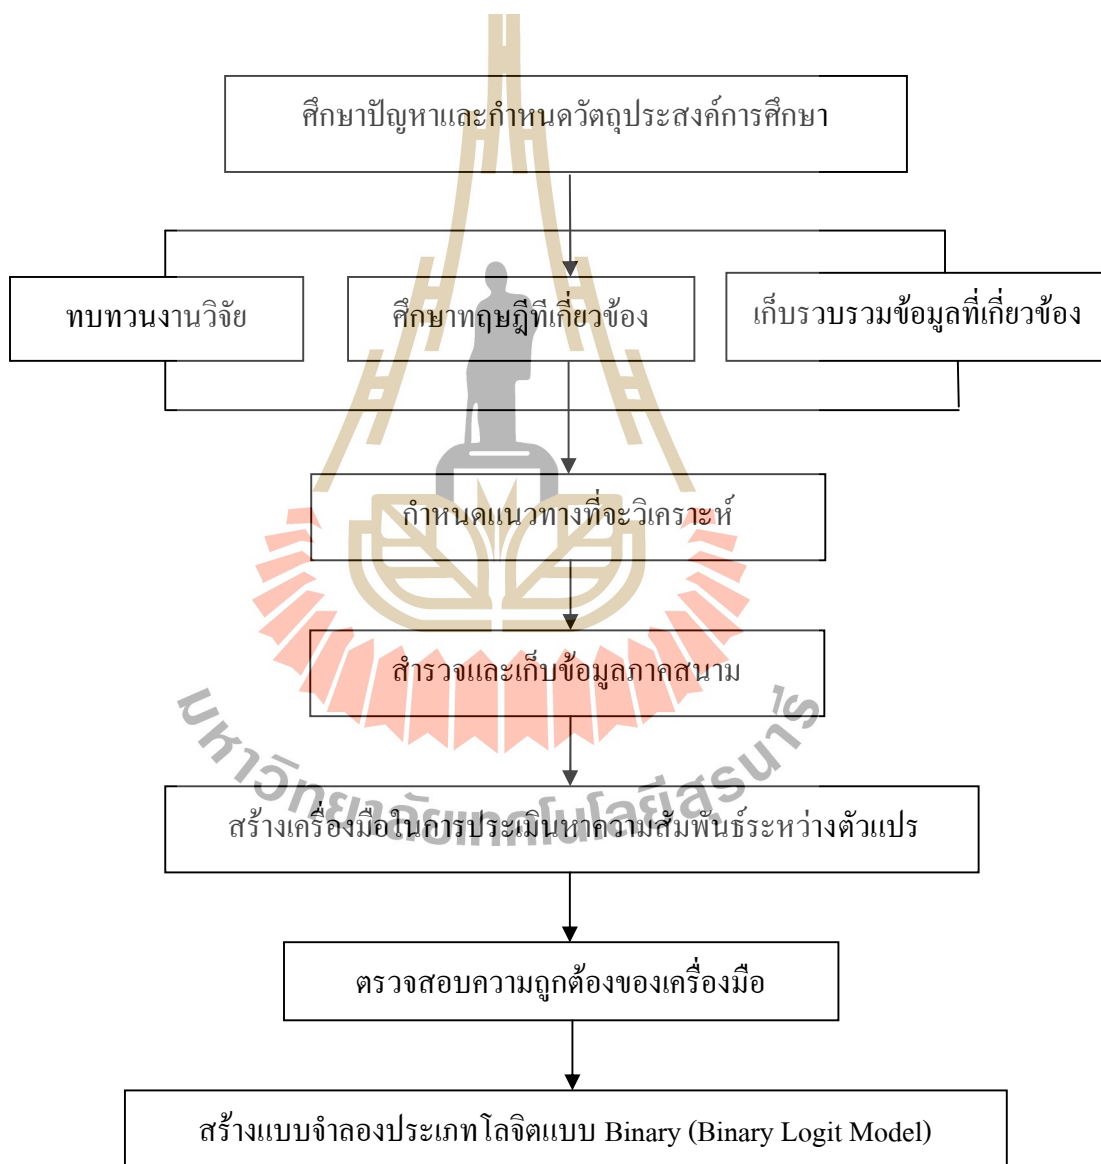 ศึกษาปัญหาและกำหนดวัตถุประสงค์การศึกษา
ทบทวนงานวิจัย
ศึกษาทฤษฎีที่เกี่ยวข้อง
เก็บรวบรวมข้อมูลที่เกี่ยวข้อง
กำหนดแนวทางที่จะวิเคราะห์
สำรวจและเก็บข้อมูลภาคสนาม
มหาวิทยาลัยเทคโนโลยีสุรนารี
สร้างเครื่องมือในการประเมินหาความสัมพันธ์ระหว่างตัวแปร
ตรวจสอบความถูกต้องของเครื่องมือ
สร้างแบบจำลองประเภทโลจิตแบบ Binary (Binary Logit Model)